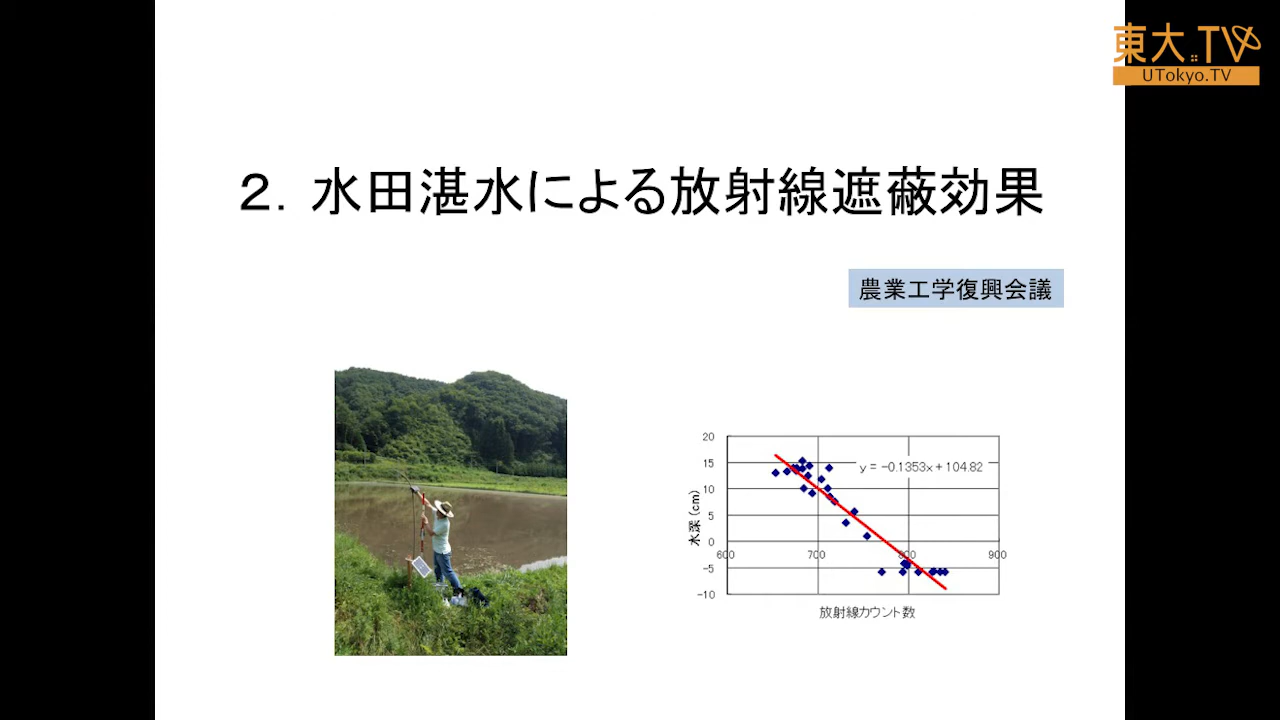 東大.TV
UTokyo.TV
２．水田湛水による放射線遮蔽効果
農業工学復興会議
20
15
10
5
0
-5
-10
水深(cm)
y = -0.1353x + 104.82
600
700
800
900
放射線カウント数